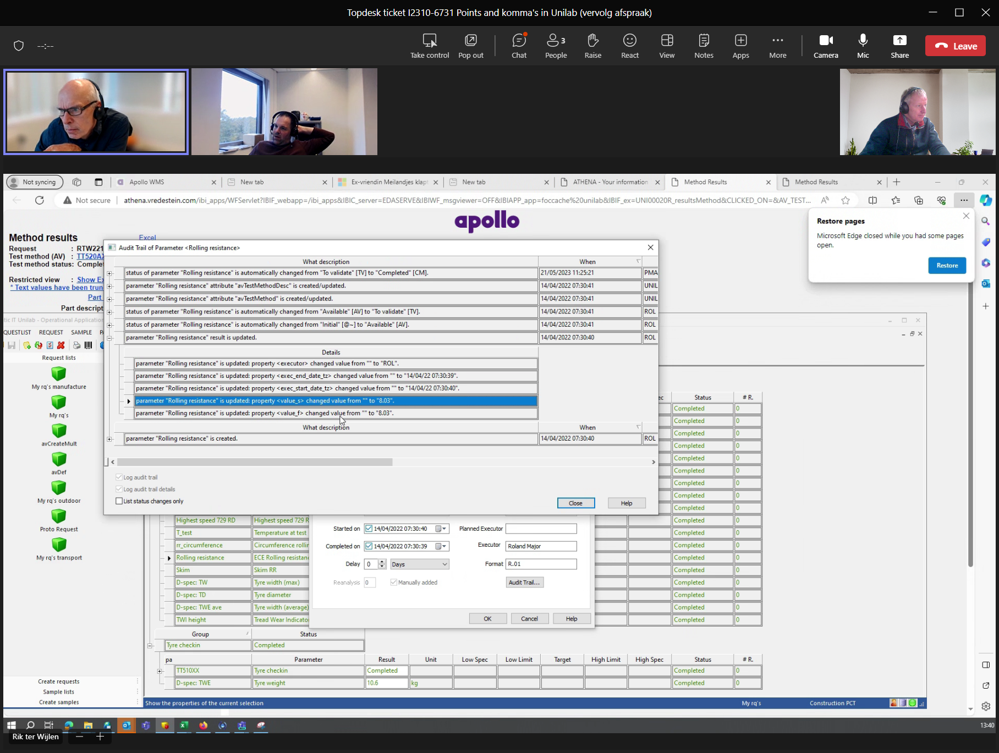 Topdesk ticket I2310-6731 Points and komma's in Unilab (vervolg afspraak)
--:--
Take control
Pop out
Chat
3
People
Raise
React
View
Notes
Apps
More
Camera
Mic
Share
Leave
Not syncing
Apollo WMS
New tab
Ex-vriendin Meilandjes klapt
New tab
ATHENA - Your information
Method Results
Method Results
Not secure
athena.vredestein.com/ibi_apps/WFServlet?IBIF_webapp=/ibi_apps&IBIC_server=EDASERVE&IBIWF_msgviewer=OFF&IBIAPP_app=foccache%20unilab&IBIF_ex=UNI00020R_resultsMethod&CLICKED_ON=&AV_TEST...
apollo
Restore pages
Microsoft Edge closed while you had some pages
open.
Restore
Method results
Excel
Request : RTW221
Test method (AV) : TT520AX
Test method status: Complet
Restricted view : Show Ex
* Text values have been trun
Part
Part descript
tic IT Unilab - Operational Application
QUESTLIST REQUEST SAMPLE PA
Request lists
My rq's manufacture
My rq's
avCreateMult
avDef
My rq's outdoor
Proto Request
My rq's transport
Create requests
Sample lists
Create samples
Audit Trail of Parameter <Rolling resistance>
What description When
status of parameter "Rolling resistance" is automatically changed from "To validate" [TV] to "Completed" [CM]. 21/05/2023 11:25:21 PMA
parameter "Rolling resistance" attribute "avTestMethodDesc" is created/updated. 14/04/2022 07:30:41 UNIL
parameter "Rolling resistance" attribute "avTestMethod" is created/updated. 14/04/2022 07:30:41 UNIL
status of parameter "Rolling resistance" is automatically changed from "Available" [AV] to "To validate" [TV]. 14/04/2022 07:30:41 ROL
status of parameter "Rolling resistance" is automatically changed from "Initial" [@~] to "Available" [AV]. 14/04/2022 07:30:41 ROL
parameter "Rolling resistance" result is updated. 14/04/2022 07:30:40 ROL
Details
parameter "Rolling resistance" is updated: property <executor> changed value from "" to "ROL".
parameter "Rolling resistance" is updated: property <exec_end_date_tz> changed value from "" to "14/04/22 07:30:39".
parameter "Rolling resistance" is updated: property <exec_start_date_tz> changed value from "" to "14/04/22 07:30:40".
parameter "Rolling resistance" is updated: property <value_s> changed value from "" to "8.03".
parameter "Rolling resistance" is updated: property <value_f> changed value from "" to "8.03".
What description When
parameter "Rolling resistance" is created. 14/04/2022 07:30:40 ROL
Log audit trail
Log audit trail details
List status changes only
Close Help
ec Status # R.
Completed 0
Completed 0
Completed 0
Completed 0
Completed 0
Completed 0
Completed 0
Completed 0
Completed 0
Highest speed 729 RD Highest speed 729 R Completed 0
T_test Temperature at test Completed 0
rr_circumference Circumference rollin Completed 0
Rolling resistance ECE Rolling resistanc Completed 0
Skim Skim RR Completed 0
D-spec: TW Tyre width (max) Completed 0
D-spec: TD Tyre diameter Completed 0
D-spec: TWE ave Tyre width (average) Completed 0
TWI height Tread Wear Indicato Completed 0
Started on 14/04/2022 07:30:40 Planned Executor
Completed on 14/04/2022 07:30:39 Executor Roland Major
Delay 0 Days Format R.01
Reanalysis 0 Manually added Audit Trail...
OK Cancel Help
Group Status
Tyre checkin Completed
pa Parameter Result Unit Low Spec Low Limit Target High Limit High Spec Status # R.
TT510XX Tyre checkin Completed Completed 0
D-spec: TWE Tyre weight 10.6 kg Completed 0
Show the properties of the current selection My rq's Construction PCT
13:40
Rik ter Wijlen